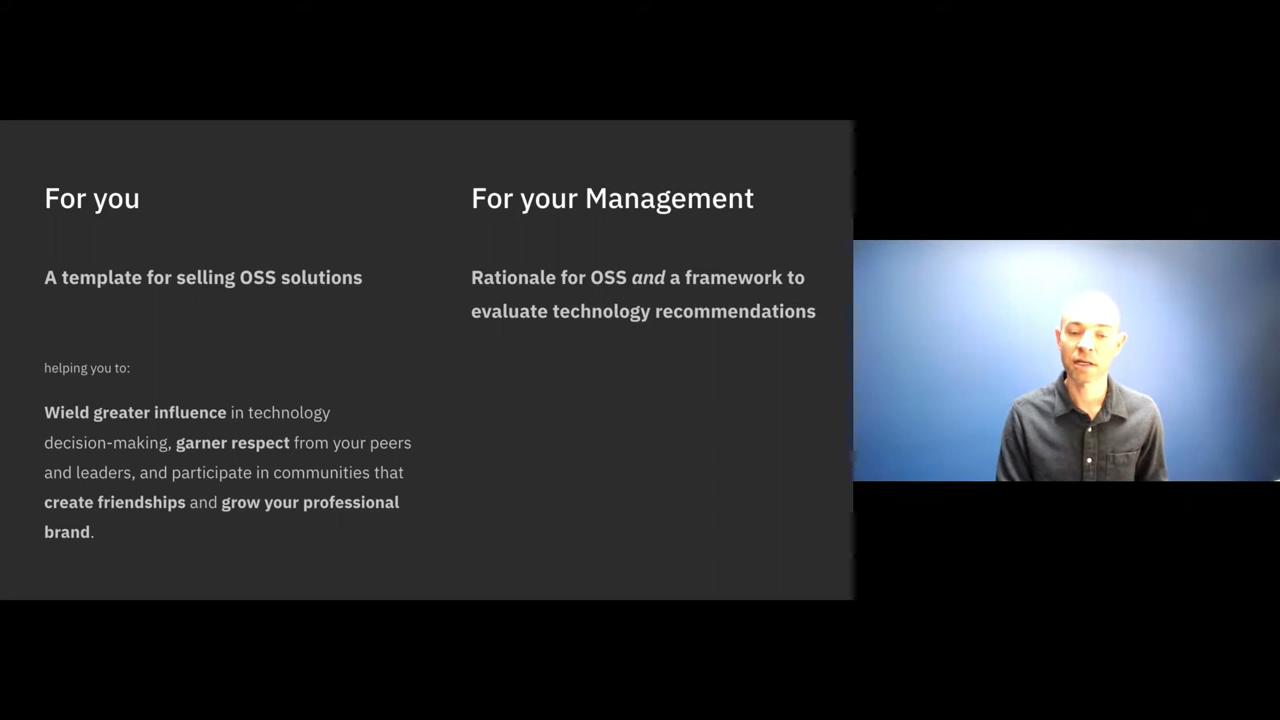 For you
A template for selling OSS solutions
helping you to:
Wield greater influence in technology
decision-making, garner respect from your peers
and leaders, and participate in communities that
create friendships and grow your professional
brand.
For your Management
Rationale for OSS and a framework to
evaluate technology recommendations